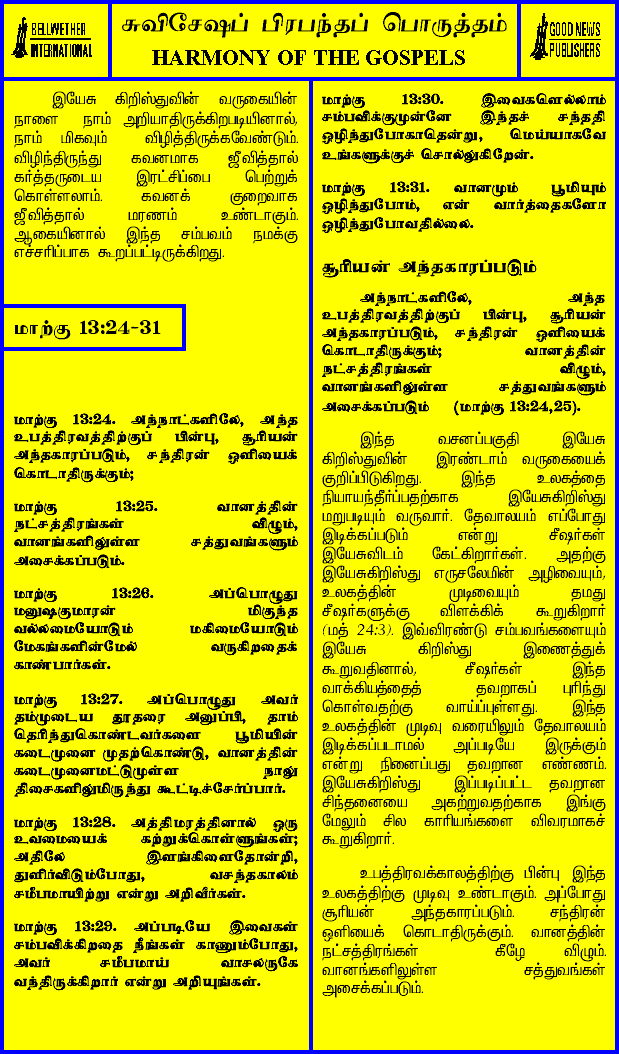 BELLWETHER
INTERNATIONAL
சுவிசேஷப் பிரபந்தப் பொருத்தம்
HARMONY OF THE GOSPELS
GOOD NEWS
PUBLISHERS
இயேசு கிறிஸ்துவின் வருகையின்
நாளை நாம் அறியாதிருக்கிறபடியினால்,
நாம் மிகவும் விழித்திருக்கவேண்டும்.
விழிந்திருந்து கவனமாக ஜீவித்தால்
கர்த்தருடைய இரட்சிப்பை பெற்றுக்
கொள்ளலாம். கவனக் குறைவாக
ஜீவித்தால் மரணம் உண்டாகும்.
ஆகையினால் இந்த சம்பவம் நமக்கு
எச்சரிப்பாக கூறப்பட்டிருக்கிறது.
மாற்கு 13:24-31
மாற்கு 13:24. அந்நாட்களிலே, அந்த
உபத்திரவத்திற்குப் பின்பு, சூரியன்
அந்தகாரப்படும், சந்திரன் ஒளியைக்
கொடாதிருக்கும்;
மாற்கு 13:25. வானத்தின்
நட்சத்திரங்கள் விழும்,
வானங்களிலுள்ள சத்துவங்களும்
அசைக்கப்படும்.
மாற்கு 13:26. அப்பொழுது
மனுஷகுமாரன் மிகுந்த
வல்லமையோடும் மகிமையோடும்
மேகங்களின்மேல் வருகிறதைக்
காண்பார்கள்.
மாற்கு 13:27. அப்பொழுது அவர்
தம்முடைய தூதரை அனுப்பி, தாம்
தெரிந்துகொண்டவர்களை பூமியின்
கடைமுனை முதற்கொண்டு, வானத்தின்
கடைமுனைமட்டுமுள்ள நாலு
திசைகளிலுமிருந்து கூட்டிச்சேர்ப்பார்.
மாற்கு 13:28. அத்திமரத்தினால் ஒரு
உவமையைக் கற்றுக்கொள்ளுங்கள்;
அதிலே இளங்கிளைதோன்றி,
துளிர்விடும்போது, வசந்தகாலம்
சமீபமாயிற்று என்று அறிவீர்கள்.
மாற்கு 13:29. அப்படியே இவைகள்
சம்பவிக்கிறதை நீங்கள் காணும்போது,
அவர் சமீபமாய் வாசலருகே
வந்திருக்கிறார் என்று அறியுங்கள்.
மாற்கு 13:30. இவைகளெல்லாம்
சம்பவிக்குமுன்னே இந்தச் சந்ததி
ஒழிந்துபோகாதென்று, மெய்யாகவே
உங்களுக்குச் சொல்லுகிறேன்.
மாற்கு 13:31. வானமும் பூமியும்
ஒழிந்துபோம், என் வார்த்தைகளோ
ஒழிந்துபோவதில்லை.
சூரியன் அந்தகாரப்படும்
அந்நாட்களிலே, அந்த
உபத்திரவத்திற்குப் பின்பு, சூரியன்
அந்தகாரப்படும், சந்திரன் ஒளியைக்
கொடாதிருக்கும்; வானத்தின்
நட்சத்திரங்கள் விழும்,
வானங்களிலுள்ள சத்துவங்களும்
அசைக்கப்படும் (மாற்கு 13:24,25).
இந்த வசனப்பகுதி இயேசு
கிறிஸ்துவின் இரண்டாம் வருகையைக்
குறிப்பிடுகிறது. இந்த உலகத்தை
நியாயந்தீர்ப்பதற்காக இயேசுகிறிஸ்து
மறுபடியும் வருவார். தேவாலயம் எப்போது
இடிக்கப்படும் என்று சீஷர்கள்
இயேசுவிடம் கேட்கிறார்கள். அதற்கு
இயேசுகிறிஸ்து எருசலேமின் அழிவையும்,
உலகத்தின் முடிவையும் தமது
சீஷர்களுக்கு விளக்கிக் கூறுகிறார்
(மத் 24:3). இவ்விரண்டு சம்பவங்களையும்
இயேசு கிறிஸ்து இணைத்துக்
கூறுவதினால், சீஷர்கள் இந்த
வாக்கியத்தைத் தவறாகப் புரிந்து
கொள்வதற்கு வாய்ப்புள்ளது. இந்த
உலகத்தின் முடிவு வரையிலும் தேவாலயம்
இடிக்கப்படாமல் அப்படியே இருக்கும்
என்று நினைப்பது தவறான எண்ணம்.
இயேசுகிறிஸ்து இப்படிப்பட்ட தவறான
சிந்தனையை அகற்றுவதற்காக இங்கு
மேலும் சில காரியங்களை விவரமாகச்
கூறுகிறார்.
உபத்திரவக்காலத்திற்கு பின்பு இந்த
உலகத்திற்கு முடிவு உண்டாகும். அப்போது
சூரியன் அந்தகாரப்படும். சந்திரன்
ஒளியைக் கொடாதிருக்கும். வானத்தின்
நட்சத்திரங்கள் கீழே விழும்.
வானங்களிலுள்ள சத்துவங்கள்
அசைக்கப்படும்.